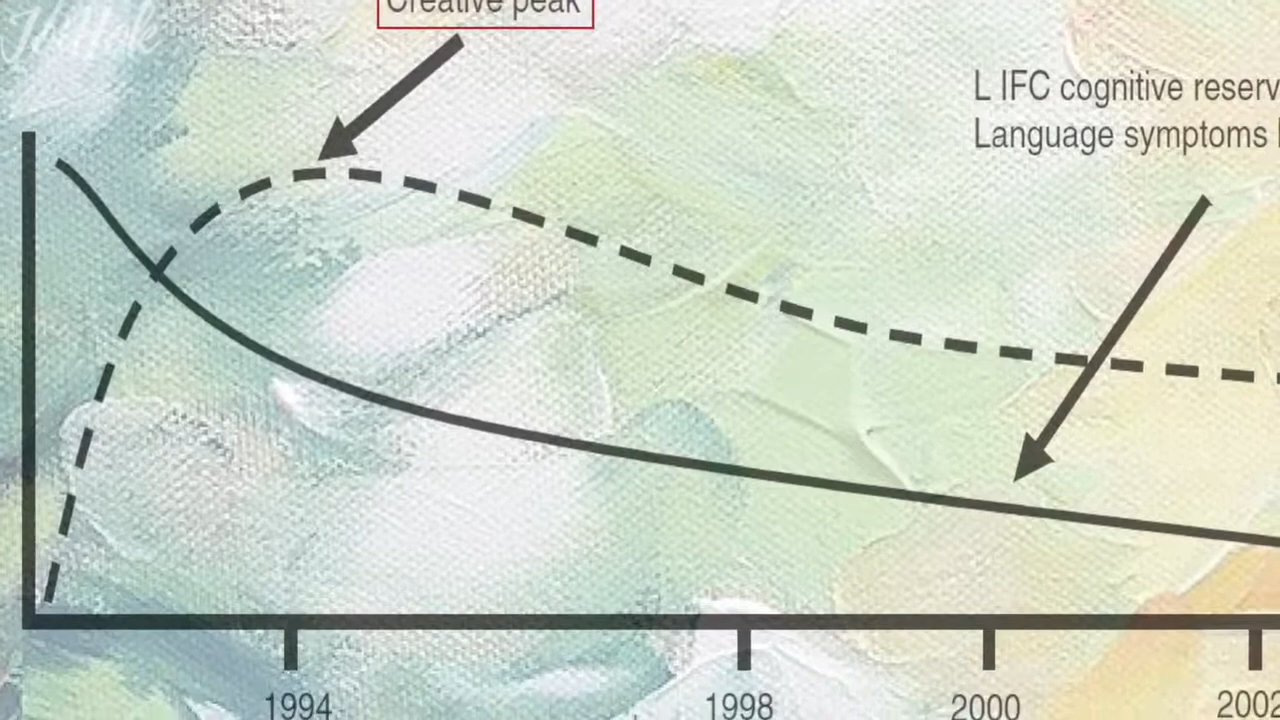 Creative peak
L IFC cognitive reserv
Language symptoms
1994
1998
2000
2002